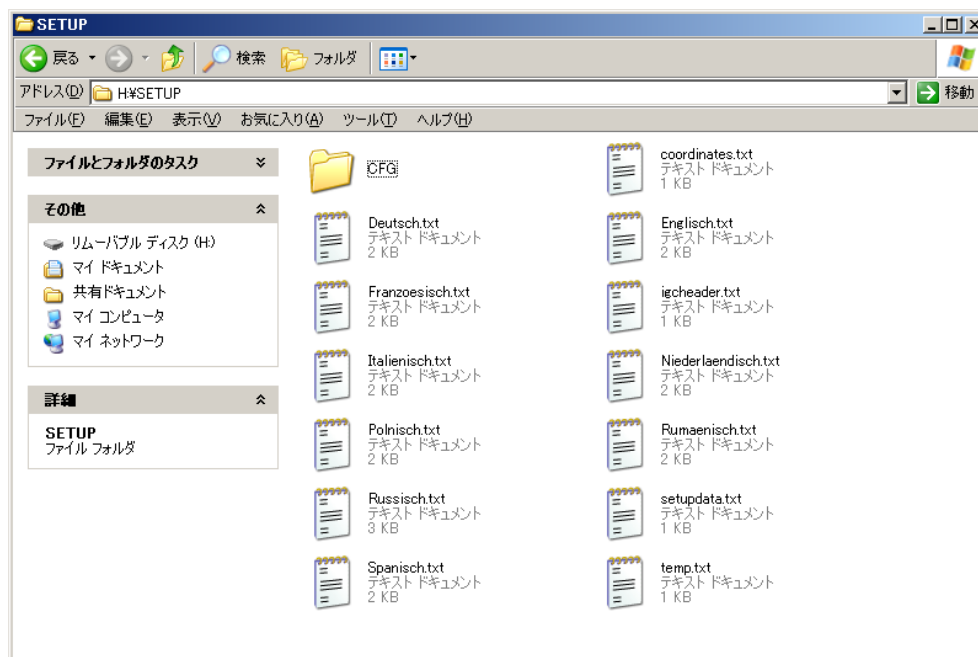 SETUP
戻る
検索
フォルダ
アドレス(D)
H:¥SETUP
移動
ファイル(F) 編集(E) 表示(V) お気に入り(A) ツール(T) ヘルプ(H)
ファイルとフォルダのタスク
その他
リムーバブル ディスク (H:)
マイ ドキュメント
共有ドキュメント
マイ コンピュータ
マイ ネットワーク
詳細
SETUP
ファイル フォルダ
CFG
coordinates.txt
テキスト ドキュメント
1 KB
Deutsch.txt
テキスト ドキュメント
2 KB
Englisch.txt
テキスト ドキュメント
2 KB
Franzoesisch.txt
テキスト ドキュメント
2 KB
igcheader.txt
テキスト ドキュメント
1 KB
Italienisch.txt
テキスト ドキュメント
2 KB
Niederlaendisch.txt
テキスト ドキュメント
2 KB
Polnisch.txt
テキスト ドキュメント
2 KB
Rumaenisch.txt
テキスト ドキュメント
2 KB
Russisch.txt
テキスト ドキュメント
3 KB
setupdata.txt
テキスト ドキュメント
1 KB
Spanisch.txt
テキスト ドキュメント
2 KB
temp.txt
テキスト ドキュメント
1 KB